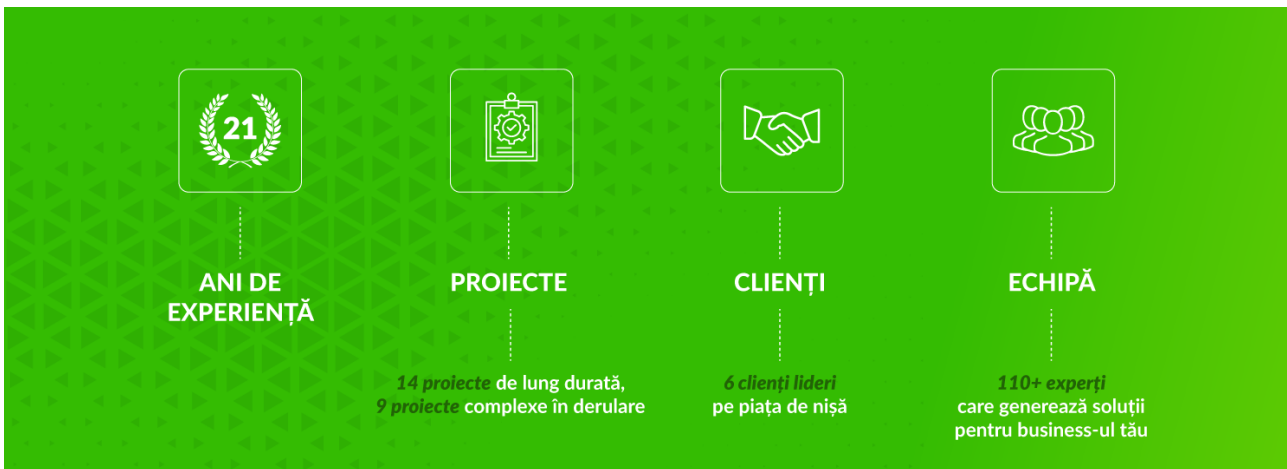 21
ANI DE
EXPERIENȚĂ
PROIECTE
14 proiecte de lung durată,
9 proiecte complexe în derulare
CLIENȚI
6 clienți lideri
pe piața de nișă
ECHIPĂ
110+ experți
care generează soluții
pentru business-ul tău